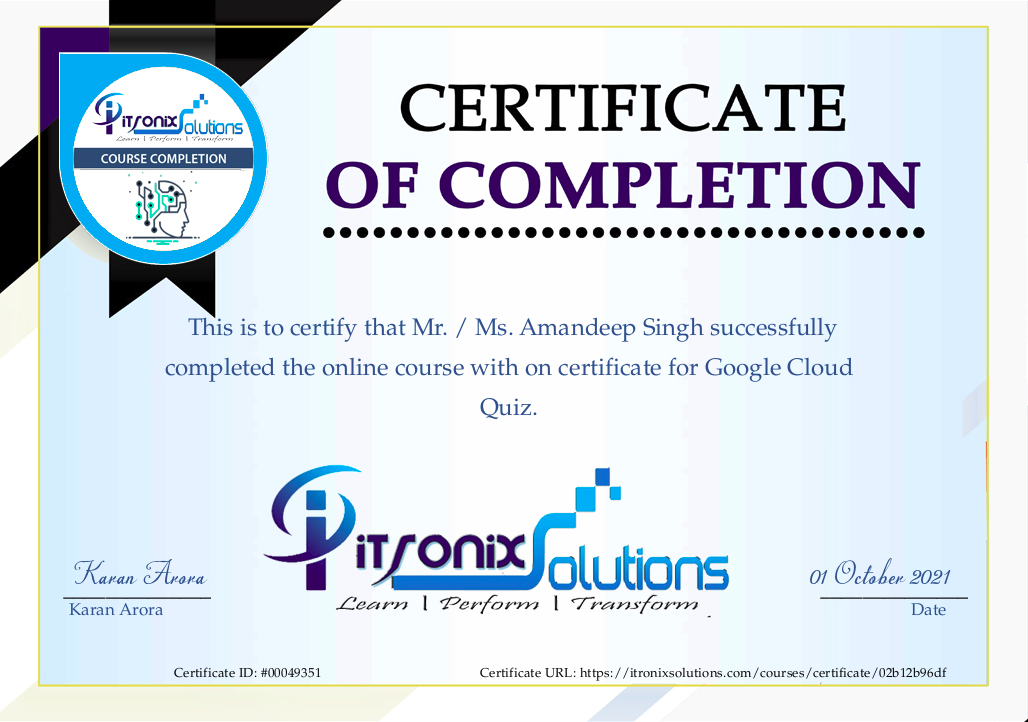 itronix Solutions
Learn | Perform | Transform
COURSE COMPLETION
CERTIFICATE
OF COMPLETION
This is to certify that Mr. / Ms. Amandeep Singh successfully
completed the online course with on certificate for Google Cloud
Quiz.
itronix Solutions
Learn | Perform | Transform
Karan Arora
Karan Arora
01 October 2021
Date
Certificate ID: #00049351
Certificate URL: https://itronixsolutions.com/courses/certificate/02b12b96df